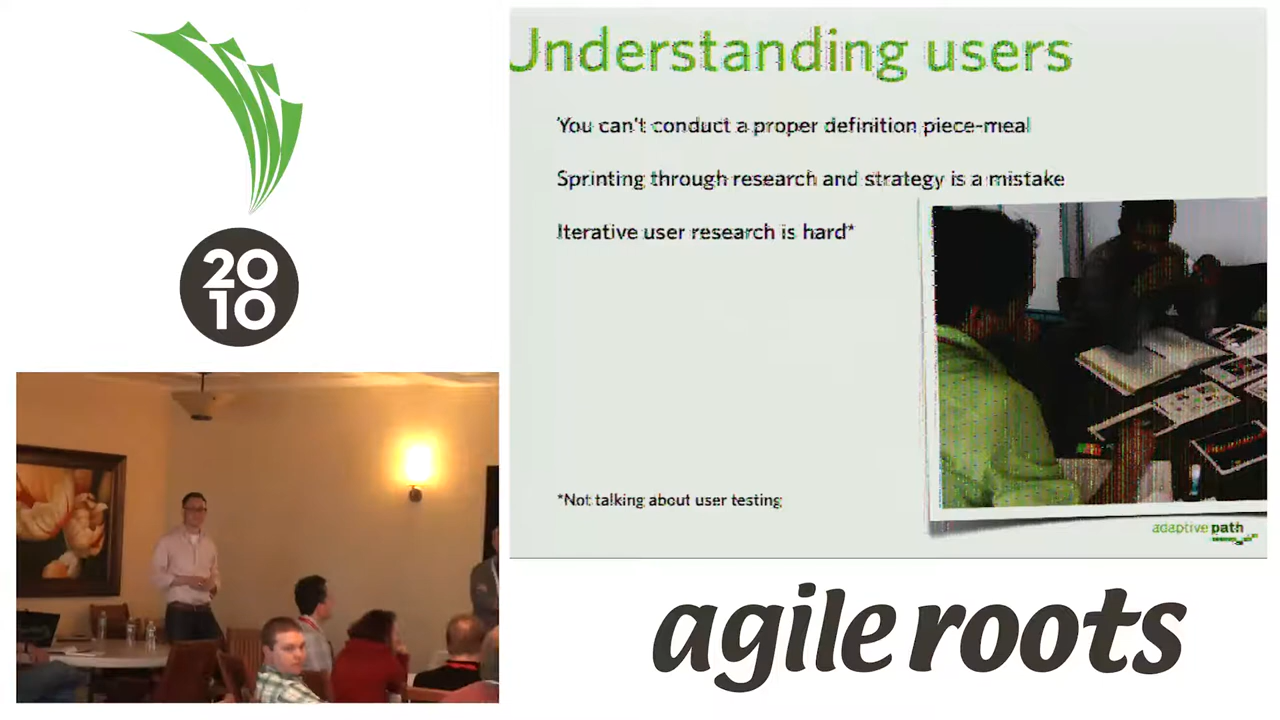 20
10
Understanding users
You can't conduct a proper definition piece-meal
Sprinting through research and strategy is a mistake
Iterative user research is hard*
*Not talking about user testing
adaptive path
agile roots